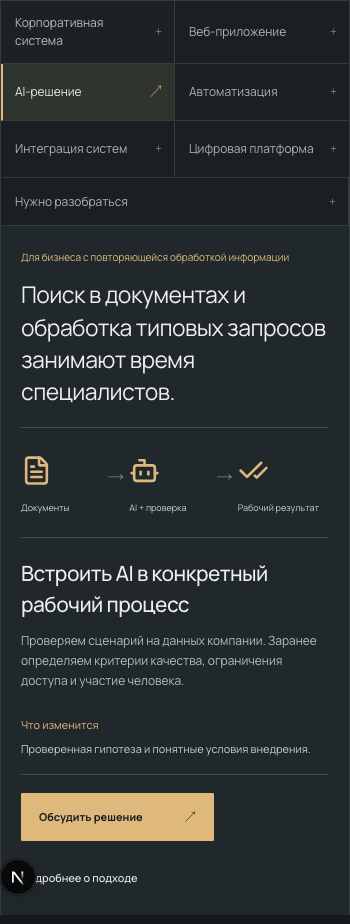 Корпоративная
система
Веб-приложение
AI-решение
Автоматизация
Интеграция систем
Цифровая платформа
Нужно разобраться
Для бизнеса с повторяющейся обработкой информации
Поиск в документах и
обработка типовых запросов
занимают время
специалистов.
Документы
AI + проверка
Рабочий результат
Встроить AI в конкретный
рабочий процесс
Проверяем сценарий на данных компании. Заранее
определяем критерии качества, ограничения
доступа и участие человека.
Что изменится
Проверенная гипотеза и понятные условия внедрения.
Обсудить решение
N
дробнее о подходе